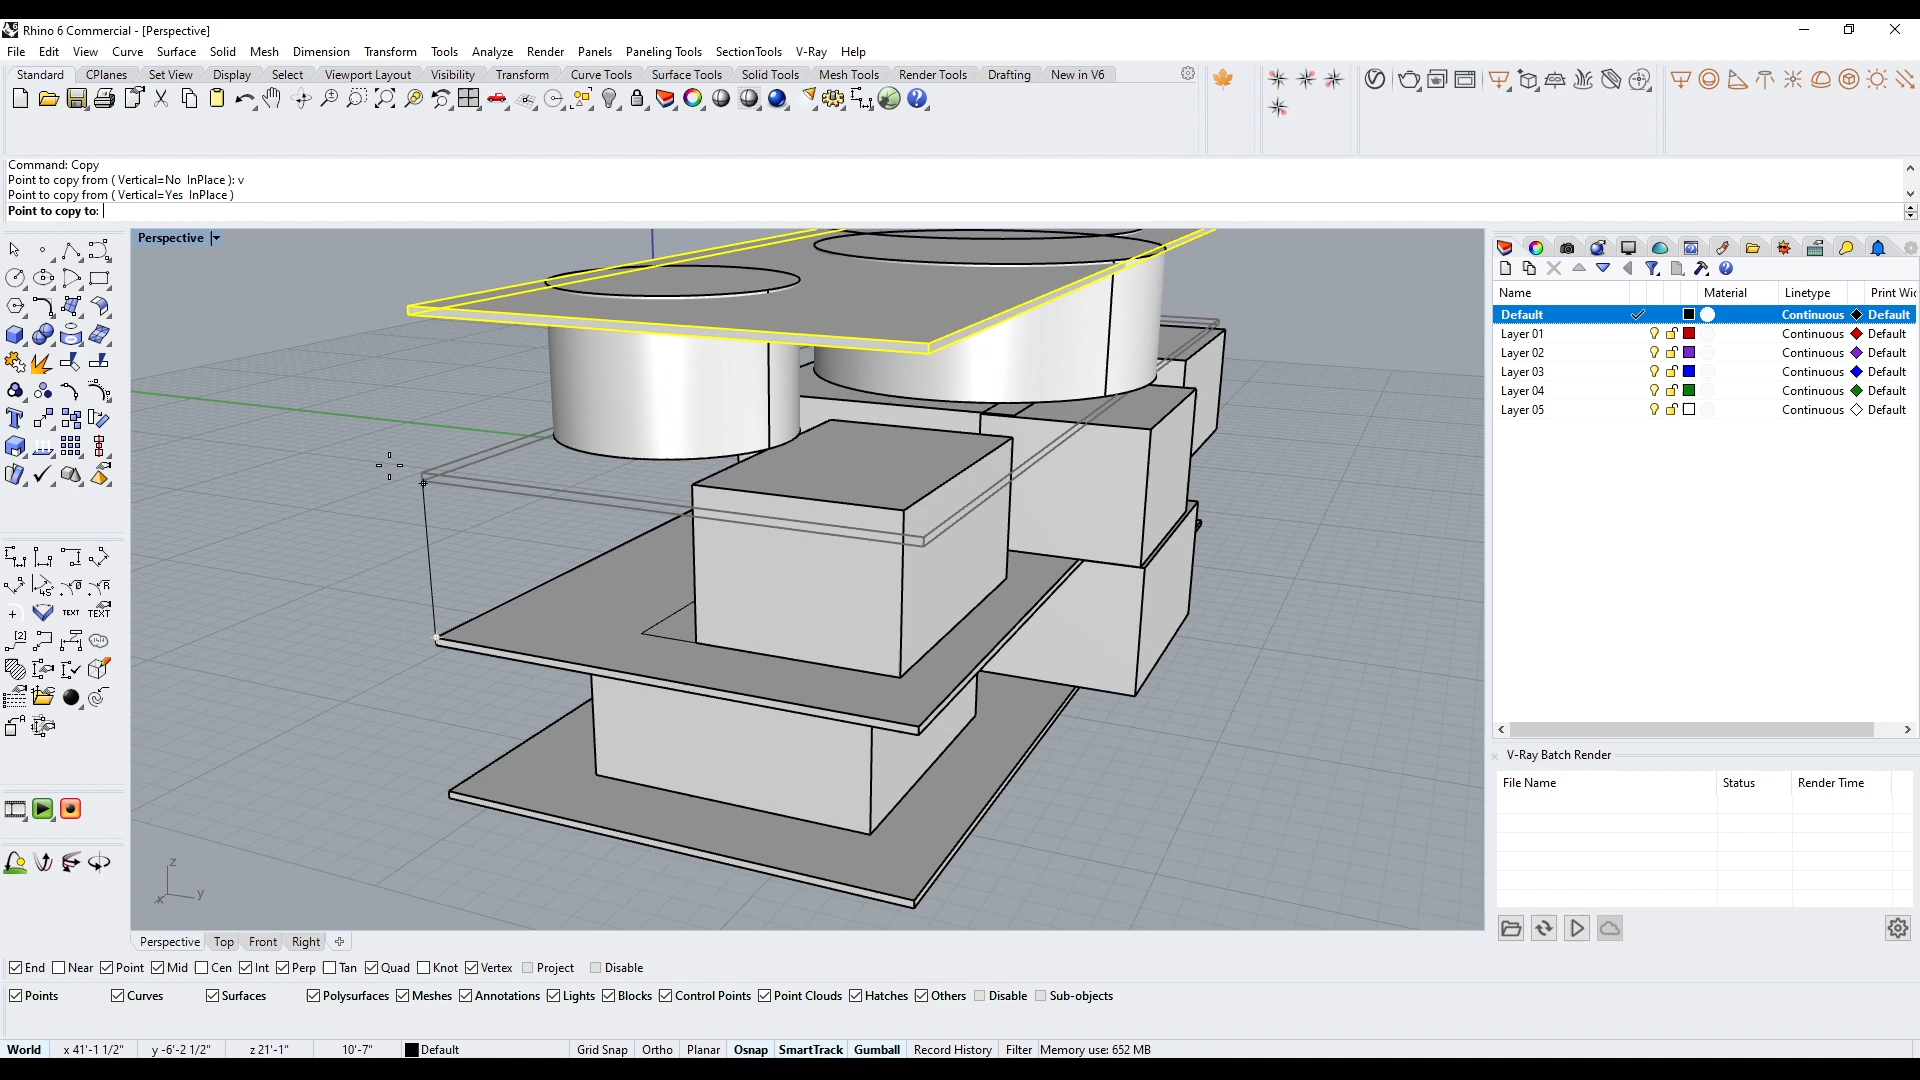 Rhino 6 Commercial - [Perspective]
File Edit View Curve Surface Solid Mesh Dimension Transform Tools Analyze Render Panels Paneling Tools SectionTools V-Ray Help
Standard CPlanes Set View Display Select Viewport Layout Visibility Transform Curve Tools Surface Tools Solid Tools Mesh Tools Render Tools Drafting New in V6
Command: Copy
Point to copy from ( Vertical=No InPlace ): v
Point to copy from ( Vertical=Yes InPlace )
Point to copy to:
Perspective
Name Material Linetype Print Wic
Default Continuous Default
Layer 01 Continuous Default
Layer 02 Continuous Default
Layer 03 Continuous Default
Layer 04 Continuous Default
Layer 05 Continuous Default
V-Ray Batch Render
File Name Status Render Time
z
x y
Perspective Top Front Right
End Near Point Mid Cen Int Perp Tan Quad Knot Vertex Project Disable
Points Curves Surfaces Polysurfaces Meshes Annotations Lights Blocks Control Points Point Clouds Hatches Others Disable Sub-objects
World x 41'-1 1/2" y -6'-2 1/2" z 21'-1" 10'-7" Default Grid Snap Ortho Planar Osnap SmartTrack Gumball Record History Filter Memory use: 652 MB